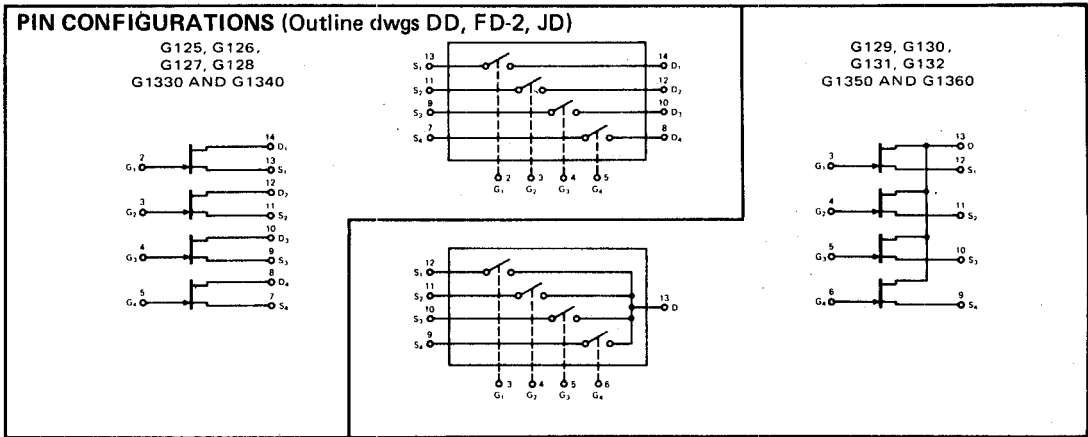 PIN CONFIGURATIONS (Outline dwgs DD, FD-2, JD)
G125, G126,
G127, G128
G1330 AND G1340
2
G₁
14
D₁
13
S₁
3
G₂
12
D₂
11
S₂
4
G₃
10
D₃
9
S₃
5
G₄
8
D₄
7
S₄
13
S₁
14
D₁
11
S₂
12
D₂
9
S₃
10
D₃
7
S₄
8
D₄
2 3 4 5
G₁ G₂ G₃ G₄
12
S₁
11
S₂
10
S₃
9
S₄
13
D
3 4 5 6
G₁ G₂ G₃ G₄
G129, G130,
G131, G132
G1350 AND G1360
3
G₁
13
D
12
S₁
4
G₂
11
S₂
5
G₃
10
S₃
6
G₄
9
S₄